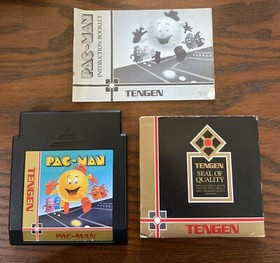 PAC-MAN
INSTRUCTION BOOKLET
TENGEN
PAC-MAN
TENGEN
PAC-MAN
TENGEN
SEAL OF
QUALITY
TENGEN